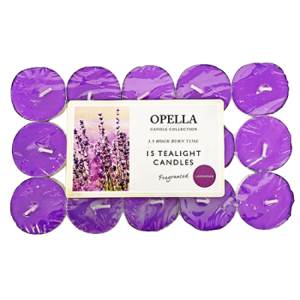 OPELLA
CANDLE COLLECTION
3.5 HOUR BURN TIME
15 TEALIGHT
CANDLES
Fragranced